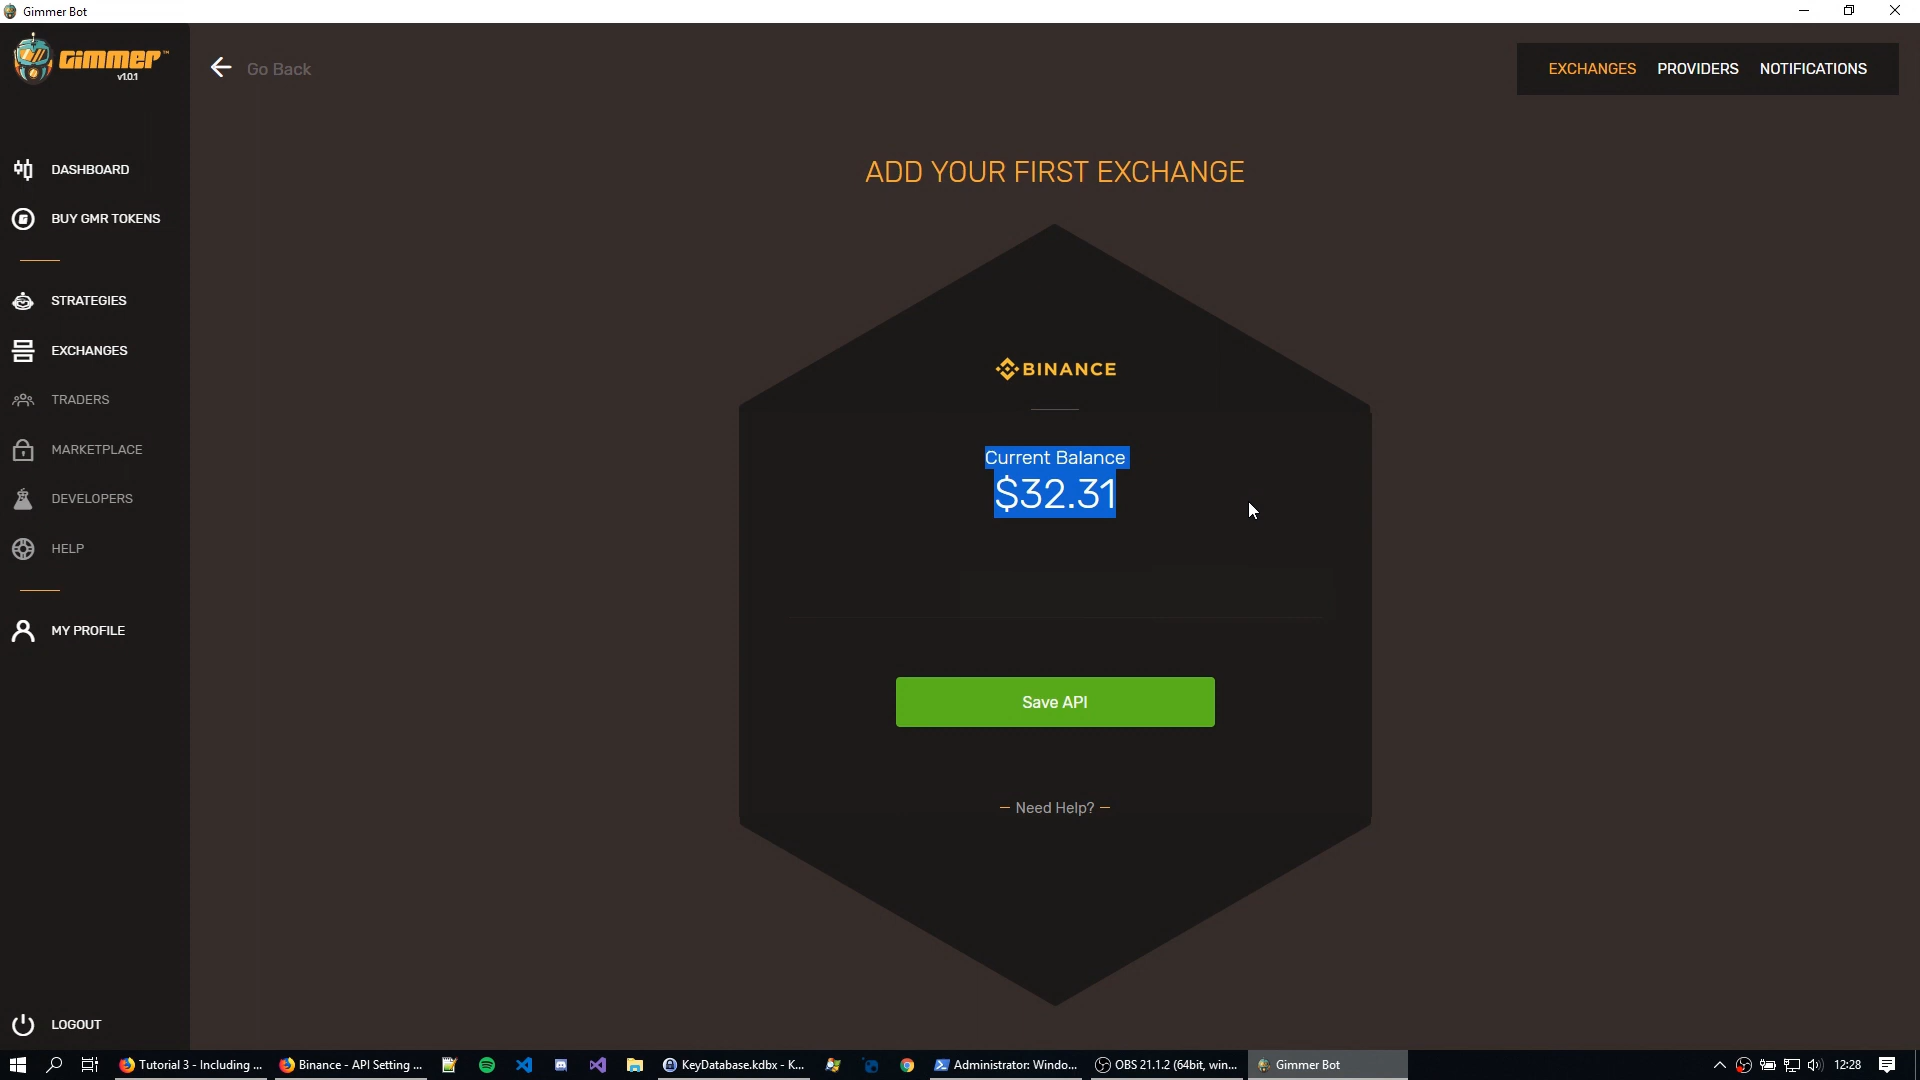 Gimmer Bot
GIMMER™
v1.0.1
Go Back
EXCHANGES
PROVIDERS
NOTIFICATIONS
DASHBOARD
BUY GMR TOKENS
STRATEGIES
EXCHANGES
TRADERS
MARKETPLACE
DEVELOPERS
HELP
MY PROFILE
LOGOUT
ADD YOUR FIRST EXCHANGE
BINANCE
Current Balance
$32.31
Save API
— Need Help? —
Tutorial 3 - Including ...
Binance - API Setting ...
KeyDatabase.kdbx - K...
Administrator: Windo...
OBS 21.1.2 (64bit, win...
Gimmer Bot
12:28